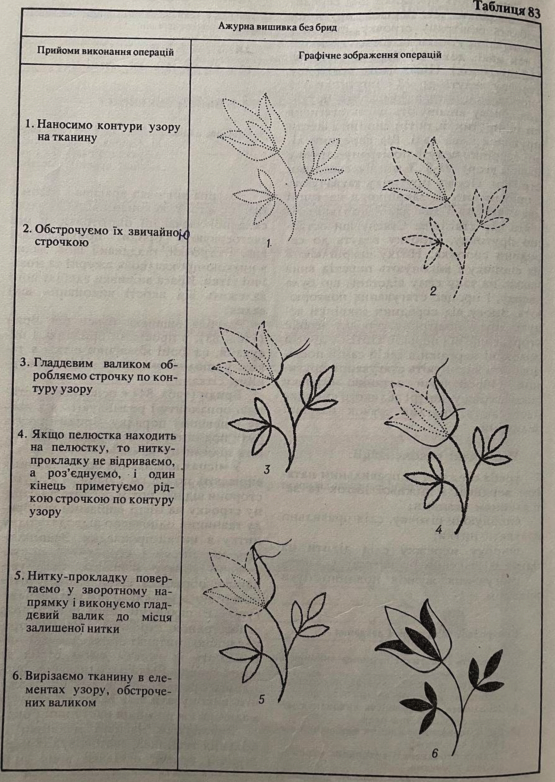 Таблиця 83
Ажурна вишивка без брид
Прийоми виконання операцій
Графічне зображення операцій
1. Наносимо контури узору
на тканину
2. Обстрочуємо їх звичайною
строчкою
3. Гладдєвим валиком об-
робляємо строчку по кон-
туру узору
4. Якщо пелюстка находить
на пелюстку, то нитку-
прокладку не відриваємо,
а роз'єднуємо, і один
кінець приметуємо рід-
кою строчкою по контуру
узору
5. Нитку-прокладку повер-
таємо у зворотному на-
прямку і виконуємо глад-
дєвий валик до місця
залишеної нитки
6. Вирізаємо тканину в еле-
ментах узору, обстроче-
них валиком
1
2
3
4
5
6